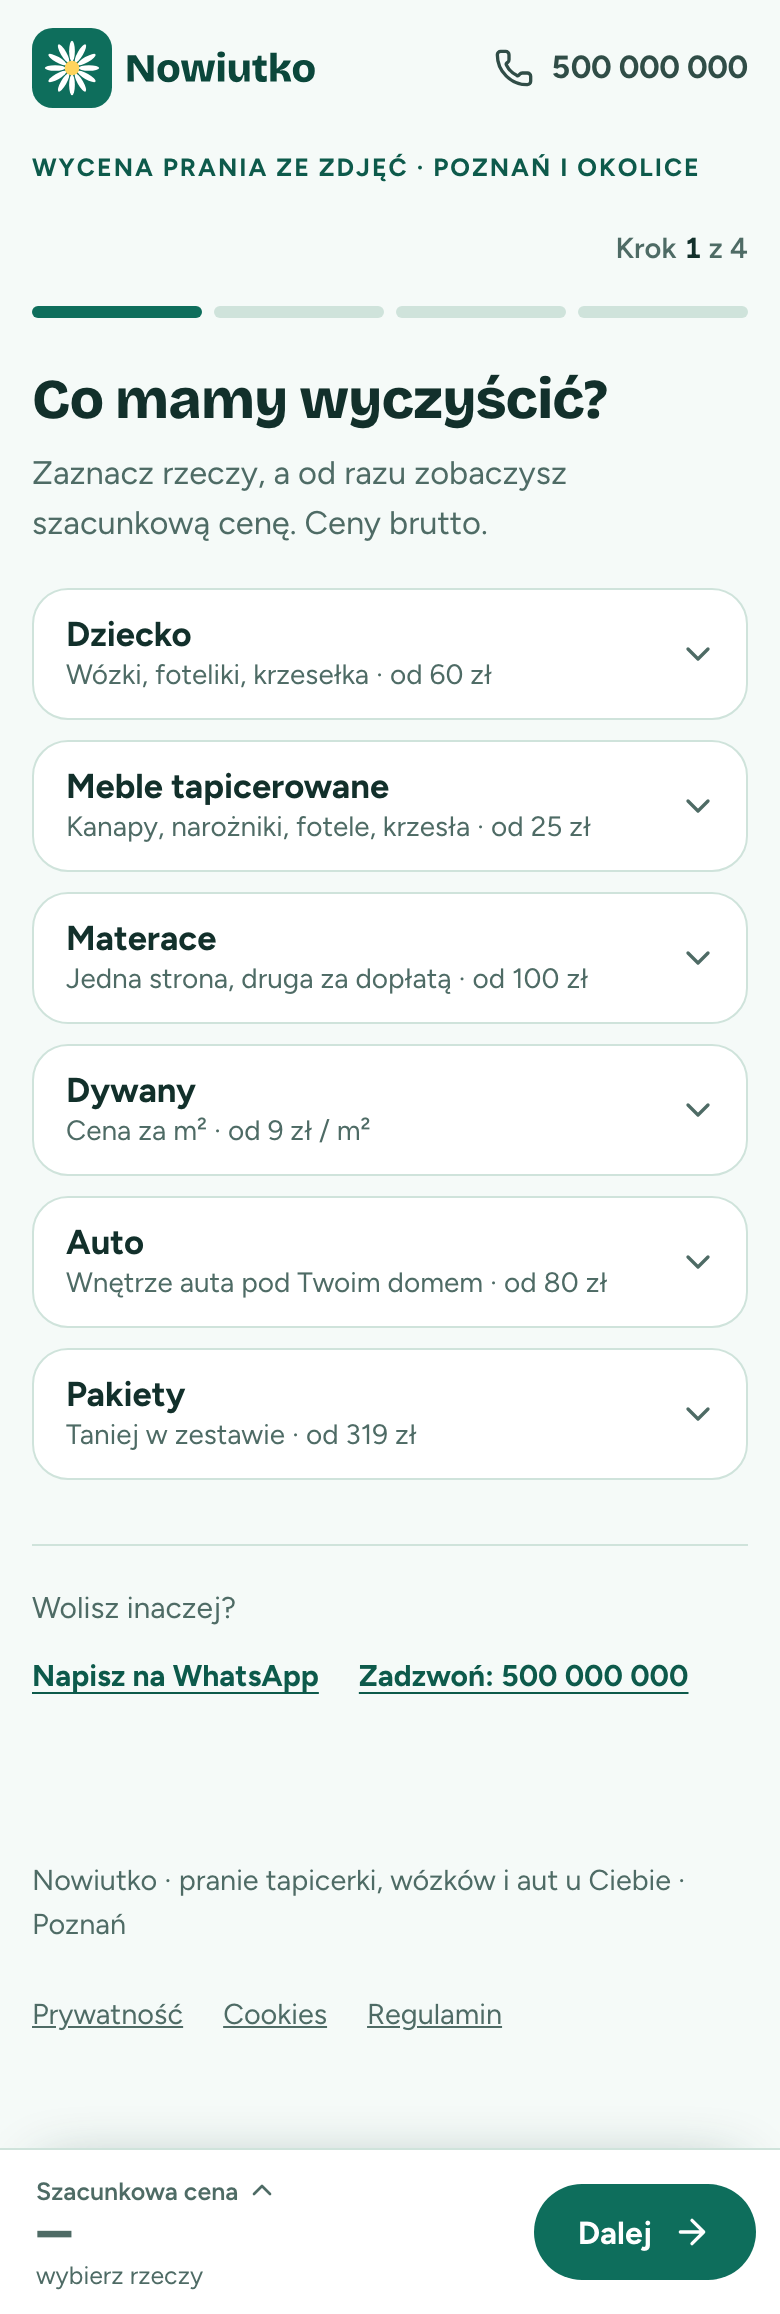 Nowiutko
500 000 000
WYCENA PRANIA ZE ZDJĘĆ · POZNAŃ I OKOLICE
Krok 1 z 4
Co mamy wyczyścić?
Zaznacz rzeczy, a od razu zobaczysz
szacunkową cenę. Ceny brutto.
Dziecko
Wózki, foteliki, krzesełka · od 60 zł
Meble tapicerowane
Kanapy, narożniki, fotele, krzesła · od 25 zł
Materace
Jedna strona, druga za dopłatą · od 100 zł
Dywany
Cena za m² · od 9 zł / m²
Auto
Wnętrze auta pod Twoim domem · od 80 zł
Pakiety
Taniej w zestawie · od 319 zł
Wolisz inaczej?
Napisz na WhatsApp Zadzwoń: 500 000 000
Nowiutko · pranie tapicerki, wózków i aut u Ciebie ·
Poznań
Prywatność Cookies Regulamin
Szacunkowa cena
—
wybierz rzeczy
Dalej →